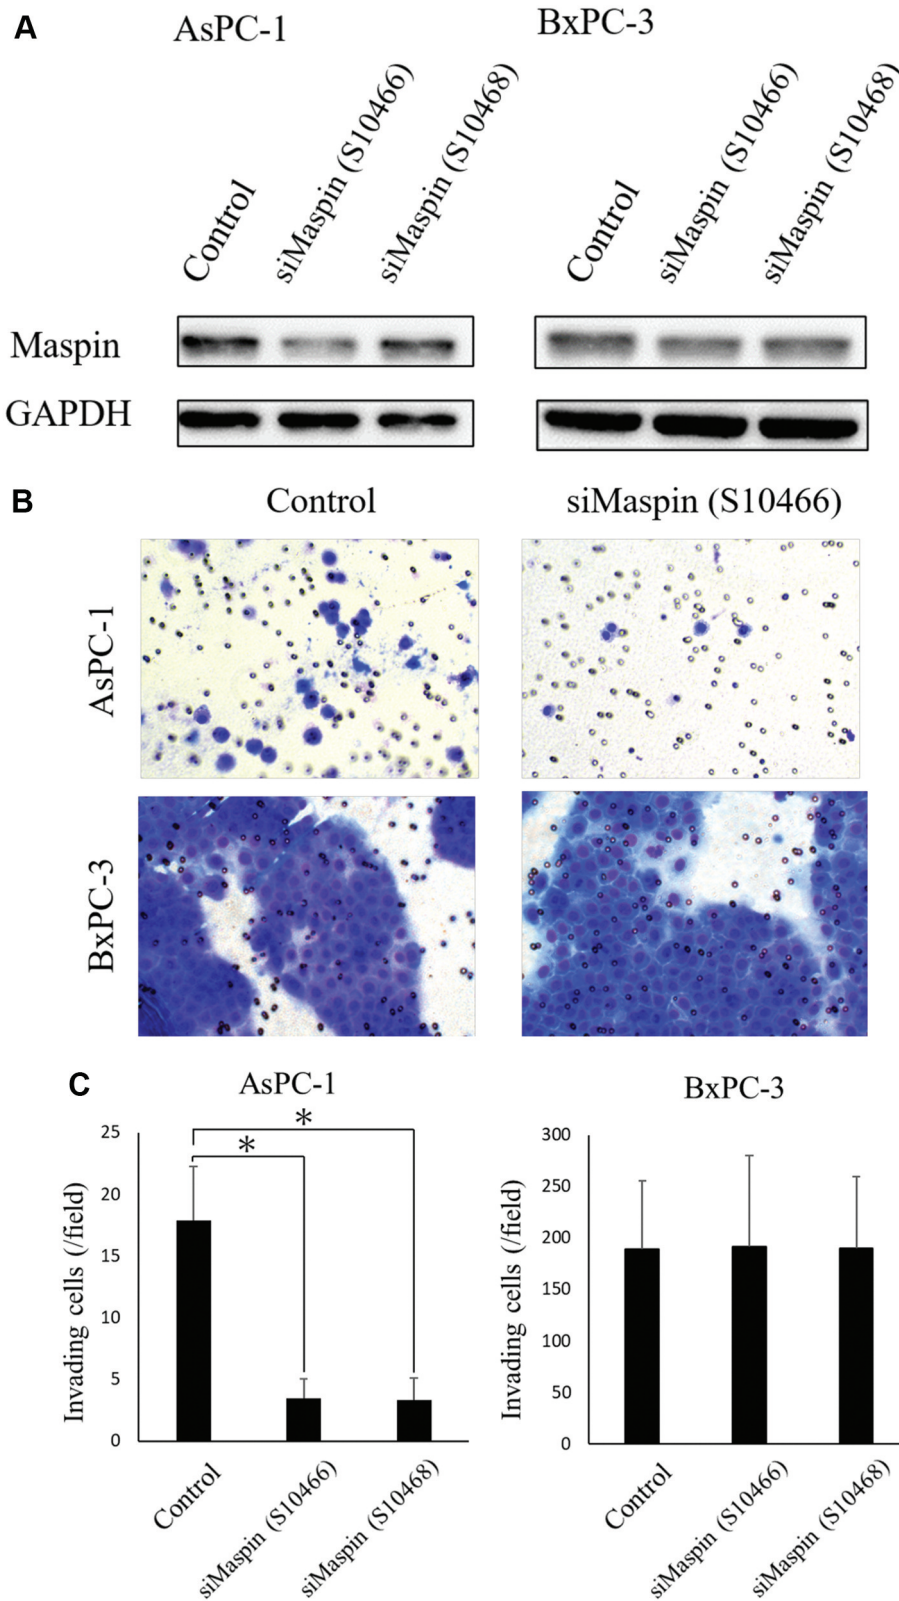 A
AsPC-1
BxPC-3
Control
siMaspin (S10466)
siMaspin (S10468)
Control
siMaspin (S10466)
siMaspin (S10468)
Maspin
GAPDH
B
Control
siMaspin (S10466)
AsPC-1
BxPC-3
C
AsPC-1
Invading cells (/field)
25
20
15
10
5
0
*
*
Control
siMaspin (S10466)
siMaspin (S10468)
BxPC-3
Invading cells (/field)
300
250
200
150
100
50
0
Control
siMaspin (S10466)
siMaspin (S10468)